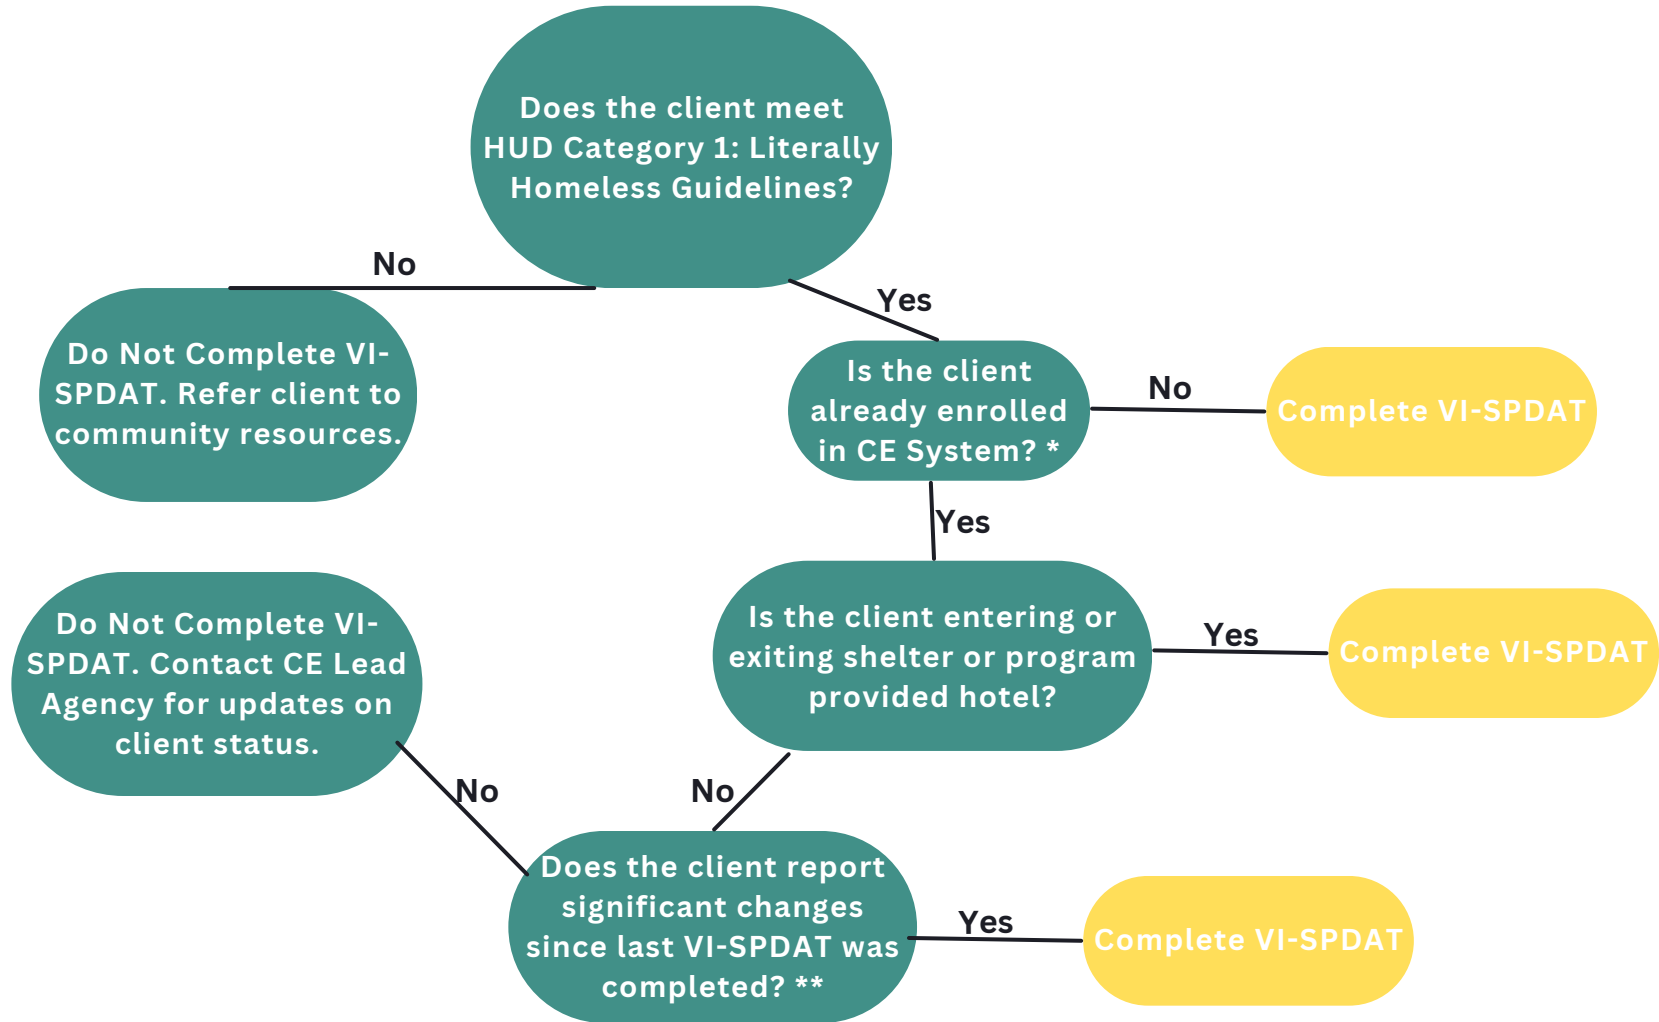 Does the client meet
HUD Category 1: Literally
Homeless Guidelines?
No
Yes
Do Not Complete VI-
SPDAT. Refer client to
community resources.
Is the client
already enrolled
in CE System? *
No
Complete VI-SPDAT
Yes
Is the client entering or
exiting shelter or program
provided hotel?
Yes
Complete VI-SPDAT
Do Not Complete VI-
SPDAT. Contact CE Lead
Agency for updates on
client status.
No
No
Does the client report
significant changes
since last VI-SPDAT was
completed? **
Yes
Complete VI-SPDAT